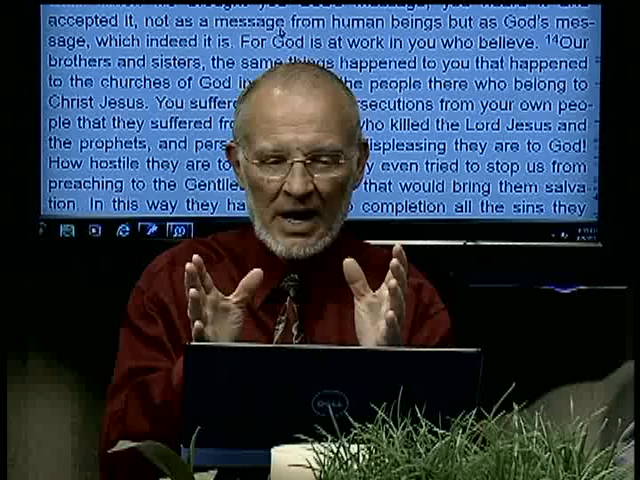 accepted it, not as a message from human beings but as God's mes-
sage, which indeed it is. For God is at work in you who believe. 14Our
brothers and sisters, the same things happened to you that happened
to the churches of God in the people there who belong to
Christ Jesus. You suffere rsecutions from your own peo-
ple that they suffered fro who killed the Lord Jesus and
the prophets, and pers displeasing they are to God!
How hostile they are to y even tried to stop us from
preaching to the Gentile that would bring them salva-
tion. In this way they ha o completion all the sins they
DELL